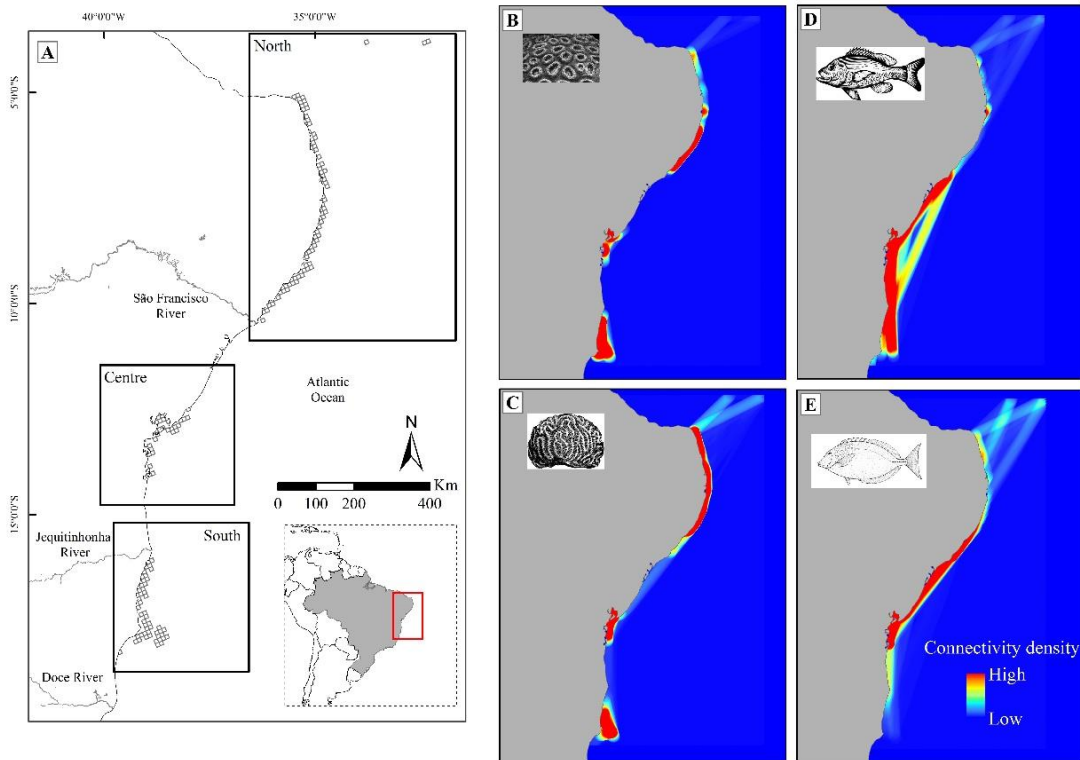 40°0'0"W
35°0'0"W
A
North
5°0'0"S
São Francisco
River
10°0'0"S
Centre
Atlantic
Ocean
N
Km
0 100 200 400
15°0'0"S
Jequitinhonha
River
South
Doce River
B
C
D
E
Connectivity density
High
Low